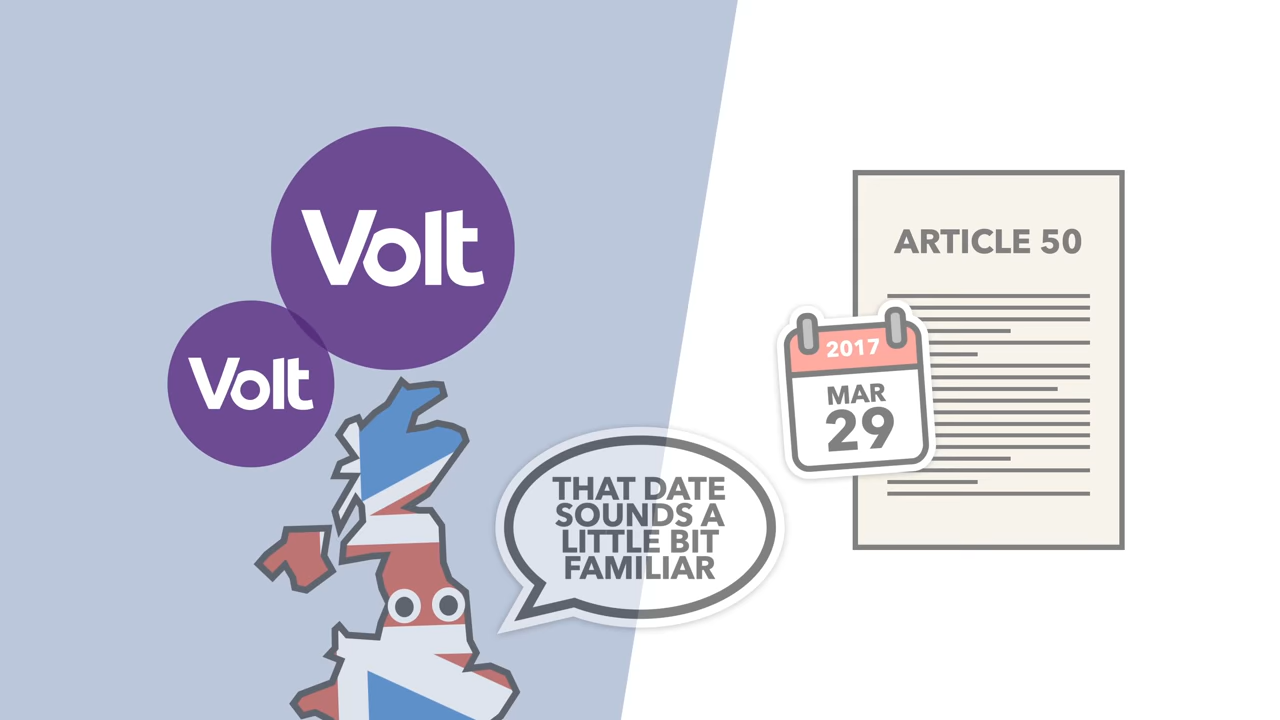 Volt
Volt
THAT DATE
SOUNDS A
LITTLE BIT
FAMILIAR
ARTICLE 50
2017
MAR
29